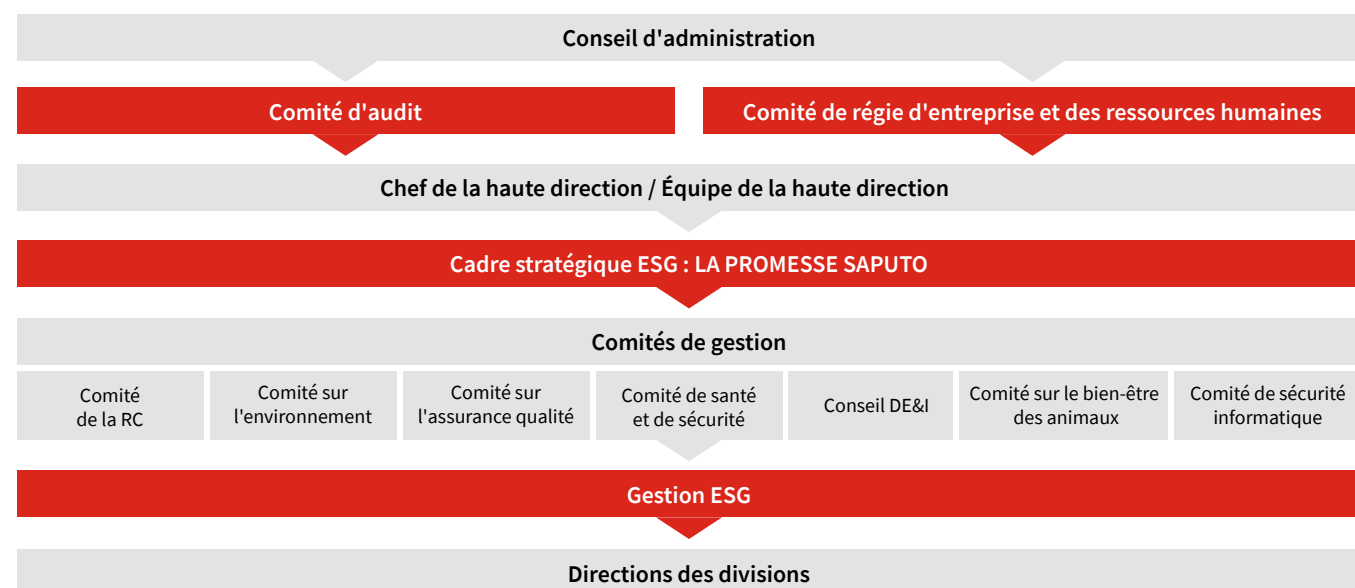 Conseil d'administration
Comité d'audit
Comité de régie d'entreprise et des ressources humaines
Chef de la haute direction / Équipe de la haute direction
Cadre stratégique ESG : LA PROMESSE SAPUTO
Comités de gestion
Comité
de la RC
Comité sur
l'environnement
Comité sur
l'assurance qualité
Comité de santé
et de sécurité
Conseil DE&I
Comité sur le bien-être
des animaux
Comité de sécurité
informatique
Gestion ESG
Directions des divisions